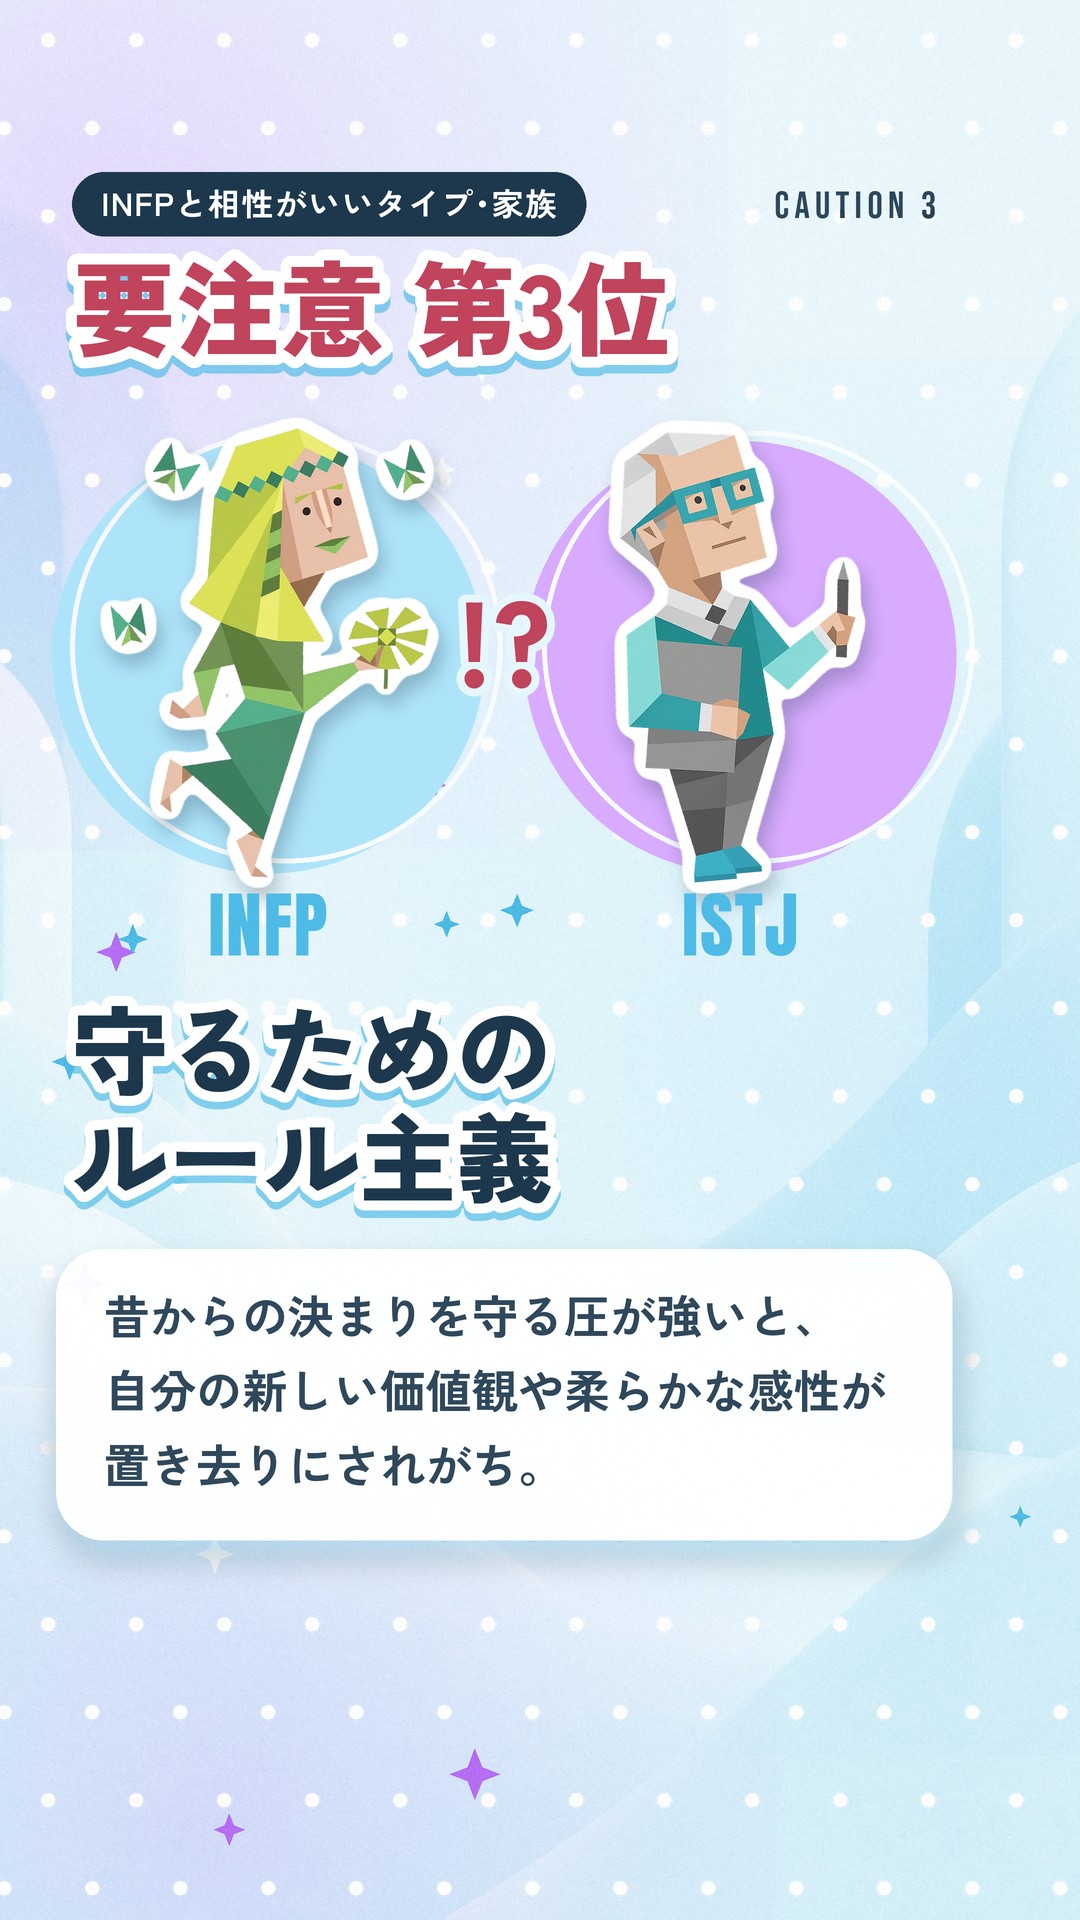 INFPと相性がいいタイプ・家族
CAUTION 3
要注意 第3位
!?
INFP
ISTJ
守るための
ルール主義
昔からの決まりを守る圧が強いと、
自分の新しい価値観や柔らかな感性が
置き去りにされがち。